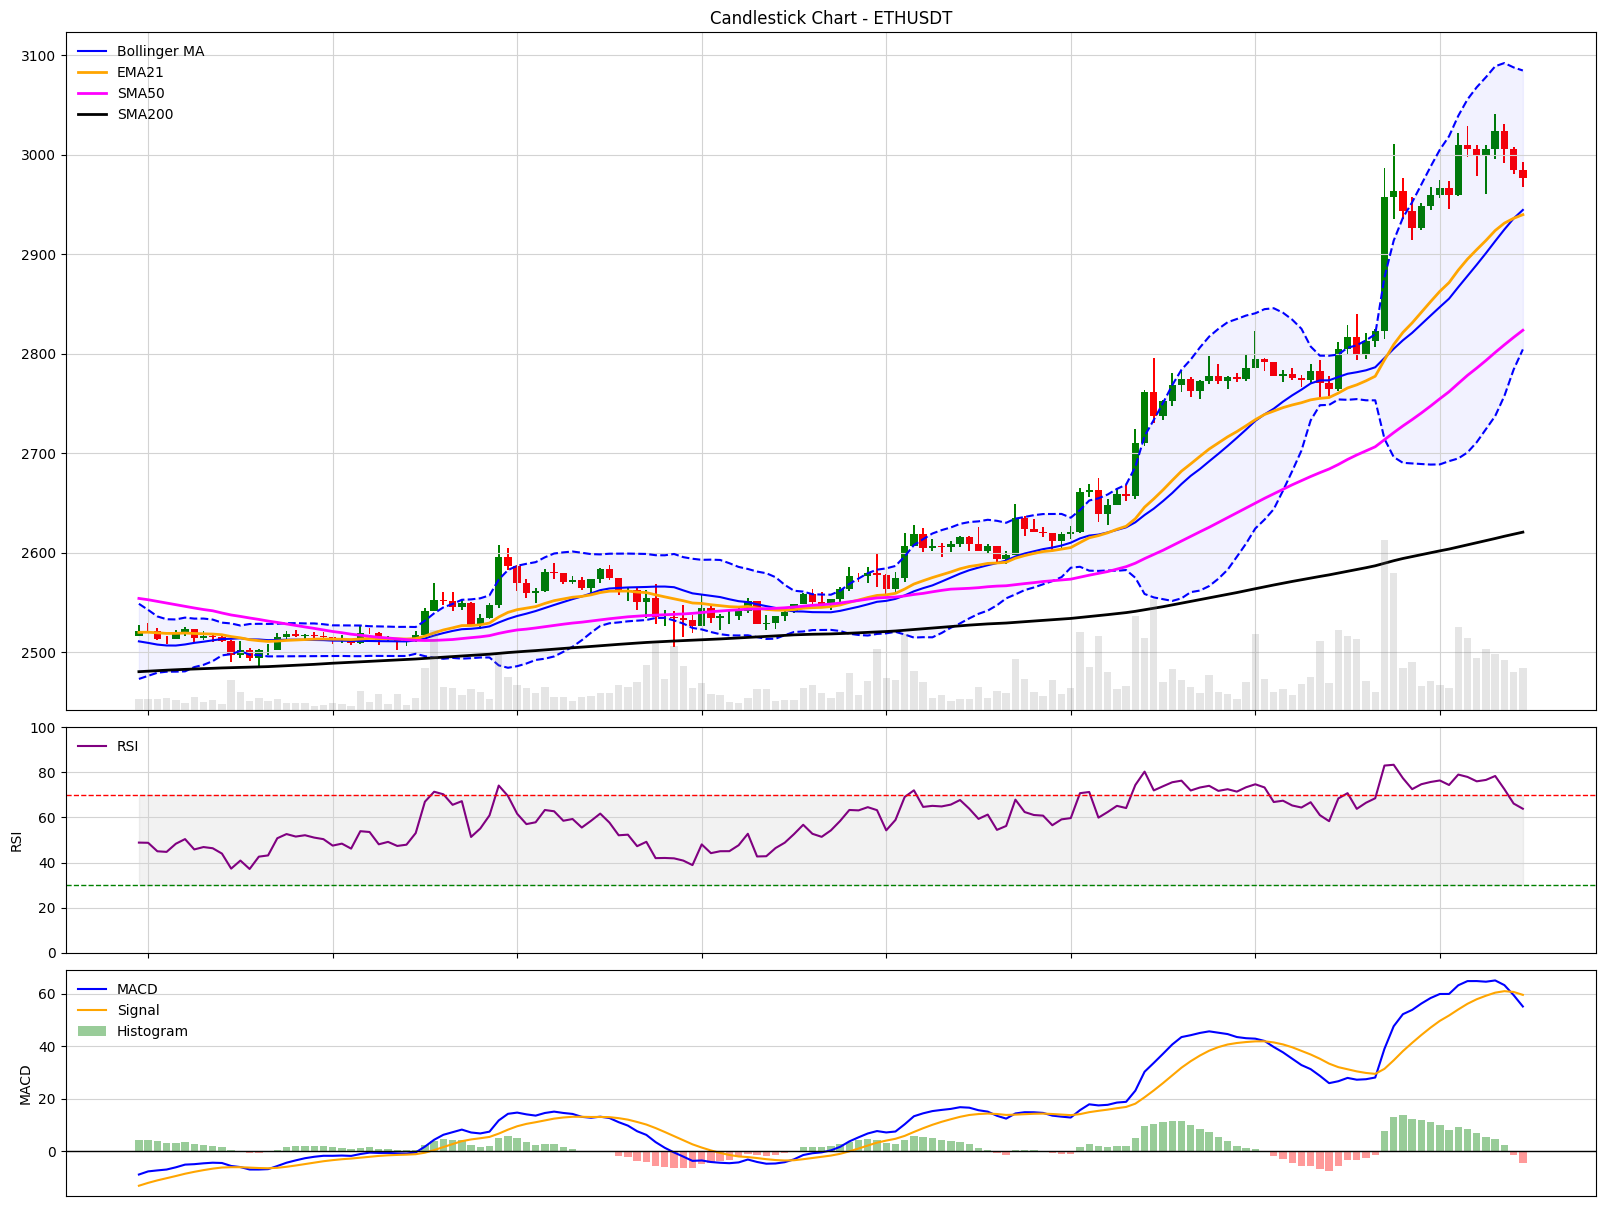 Candlestick Chart - ETHUSDT
Bollinger MA
EMA21
SMA50
SMA200
3100
3000
2900
2800
2700
2600
2500
RSI
100
80
60
40
20
0
RSI
MACD
Signal
Histogram
60
40
20
0
MACD